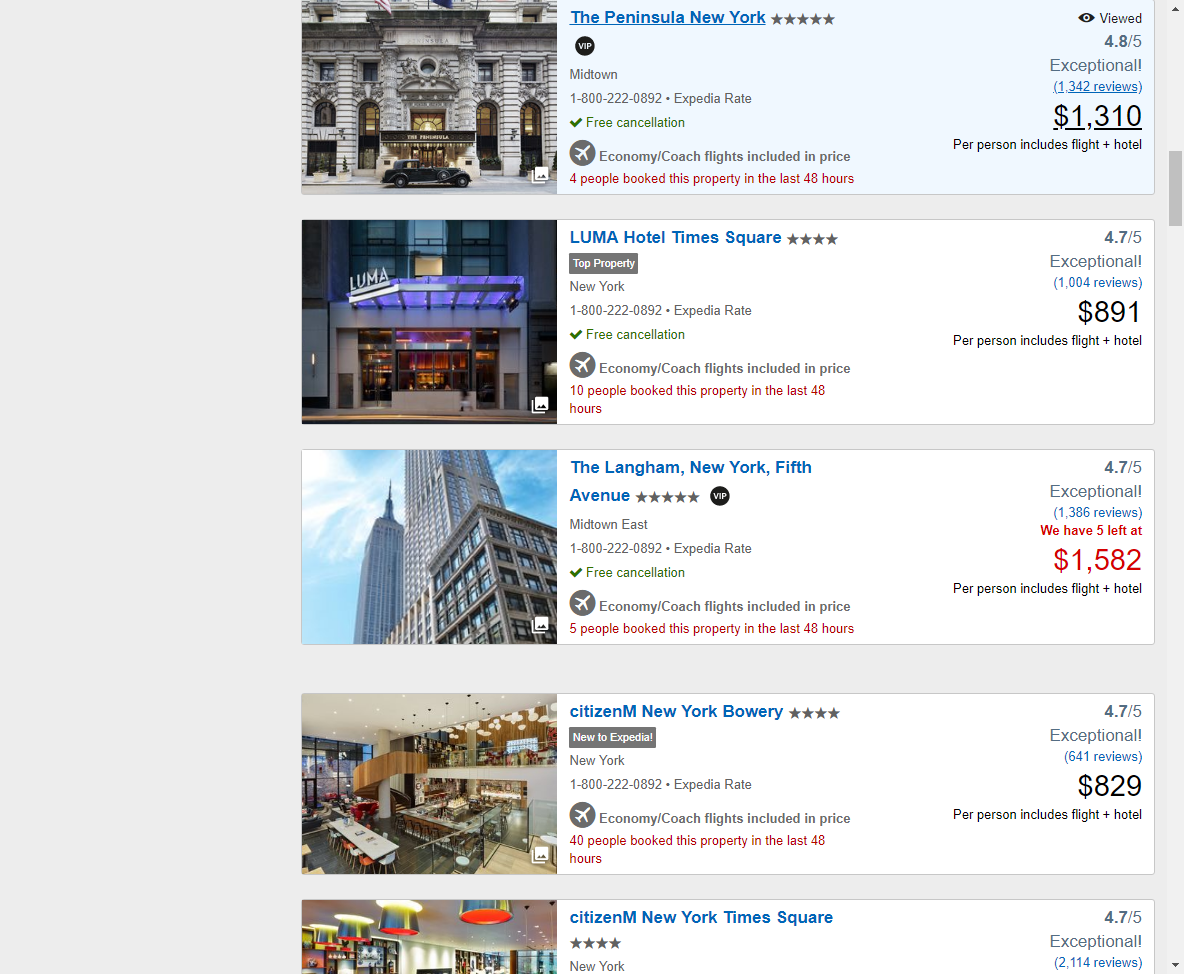 The Peninsula New York
VIP
Midtown
1-800-222-0892 • Expedia Rate
Free cancellation
Economy/Coach flights included in price
4 people booked this property in the last 48 hours
Viewed
4.8/5
Exceptional!
(1,342 reviews)
$1,310
Per person includes flight + hotel
THE PENINSULA
LUMA Hotel Times Square
Top Property
New York
1-800-222-0892 • Expedia Rate
Free cancellation
Economy/Coach flights included in price
10 people booked this property in the last 48
hours
4.7/5
Exceptional!
(1,004 reviews)
$891
Per person includes flight + hotel
LUMA
The Langham, New York, Fifth
Avenue VIP
Midtown East
1-800-222-0892 • Expedia Rate
Free cancellation
Economy/Coach flights included in price
5 people booked this property in the last 48 hours
4.7/5
Exceptional!
(1,386 reviews)
We have 5 left at
$1,582
Per person includes flight + hotel
citizenM New York Bowery
New to Expedia!
New York
1-800-222-0892 • Expedia Rate
Economy/Coach flights included in price
40 people booked this property in the last 48
hours
4.7/5
Exceptional!
(641 reviews)
$829
Per person includes flight + hotel
citizenM New York Times Square
New York
4.7/5
Exceptional!
(2,114 reviews)